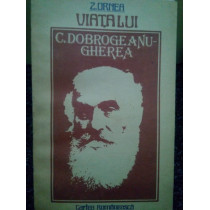 Z.ORNEA
VIAȚA LUI
C.DOBROGEANU-
GHEREA
Cartea românească